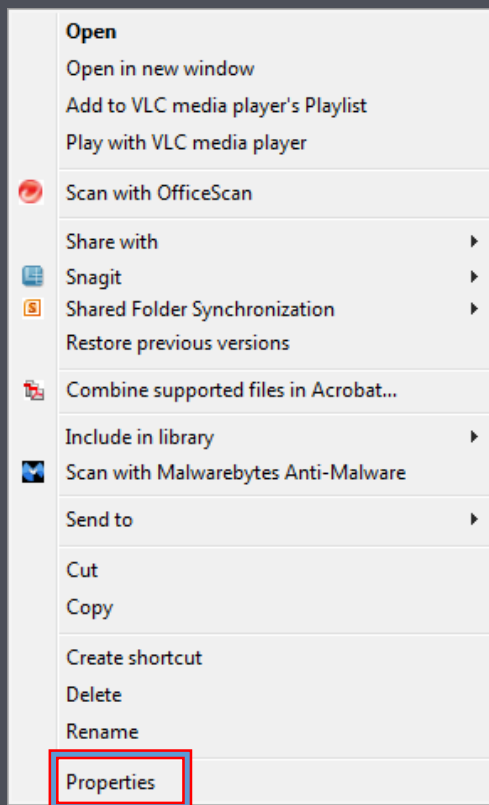 Open
Open in new window
Add to VLC media player's Playlist
Play with VLC media player
Scan with OfficeScan
Share with
Snagit
Shared Folder Synchronization
Restore previous versions
Combine supported files in Acrobat...
Include in library
Scan with Malwarebytes Anti-Malware
Send to
Cut
Copy
Create shortcut
Delete
Rename
Properties